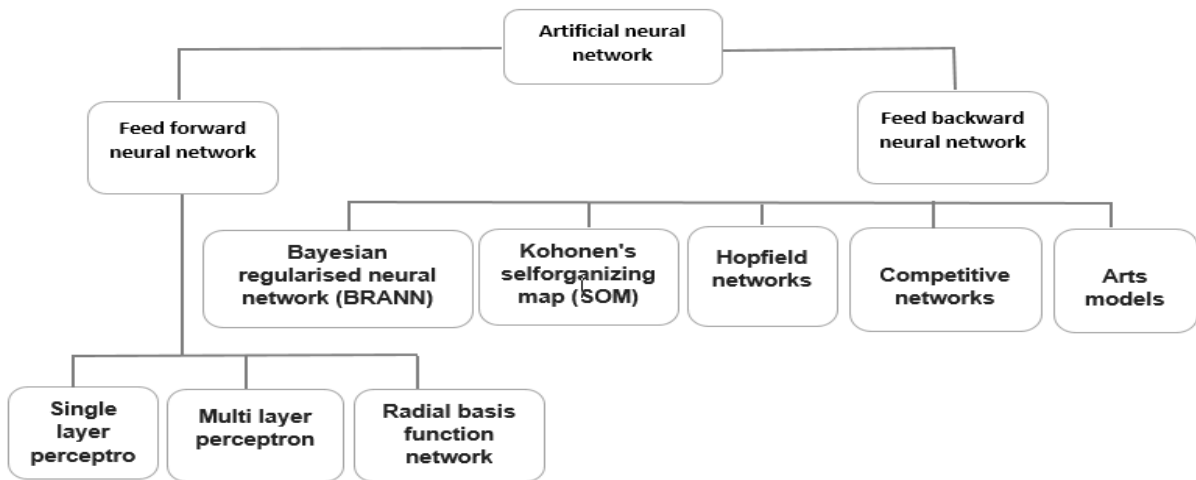 Artificial neural
network
Feed forward
neural network
Feed backward
neural network
Bayesian
regularised neural
network (BRANN)
Kohonen's
selforganizing
map (SOM)
Hopfield
networks
Competitive
networks
Arts
models
Single
layer
perceptro
Multi layer
perceptron
Radial basis
function
network